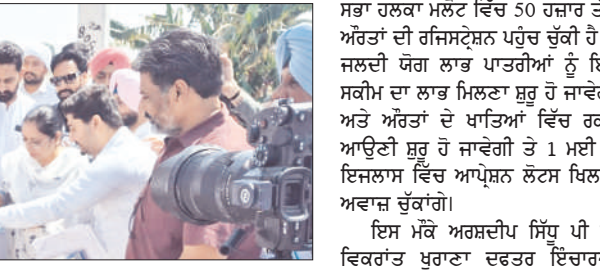 ਸਭਾ ਹਲਕਾ ਮਲੋਟ ਵਿੱਚ 50 ਹਜ਼ਾਰ ਤੋਂ
ਔਰਤਾਂ ਦੀ ਰਜਿਸਟ੍ਰੇਸ਼ਨ ਪਹੁੰਚ ਚੁੱਕੀ ਹੈ
ਜਲਦੀ ਯੋਗ ਲਾਭ ਪਾਤਰੀਆਂ ਨੂੰ
ਸਕੀਮ ਦਾ ਲਾਭ ਮਿਲਣਾ ਸ਼ੁਰੂ ਹੋ ਜਾਵੇ
ਅਤੇ ਔਰਤਾਂ ਦੇ ਖਾਤਿਆਂ ਵਿੱਚ
ਆਉਣੀ ਸ਼ੁਰੂ ਹੋ ਜਾਵੇਗੀ ਤੇ 1 ਮਈ
ਇਜਲਾਸ ਵਿੱਚ ਆਪ੍ਰੇਸ਼ਨ ਲੋਟਸ ਖਿਲ
ਅਵਾਜ਼ ਚੁੱਕਾਂਗੇ।
ਇਸ ਮੌਕੇ ਅਰਸ਼ਦੀਪ ਸਿੱਧੂ ਪੀ
ਵਿਕਰਾਂਤ ਖੁਰਾਣਾ ਦਫਤਰ ਇੰਚਾਰ